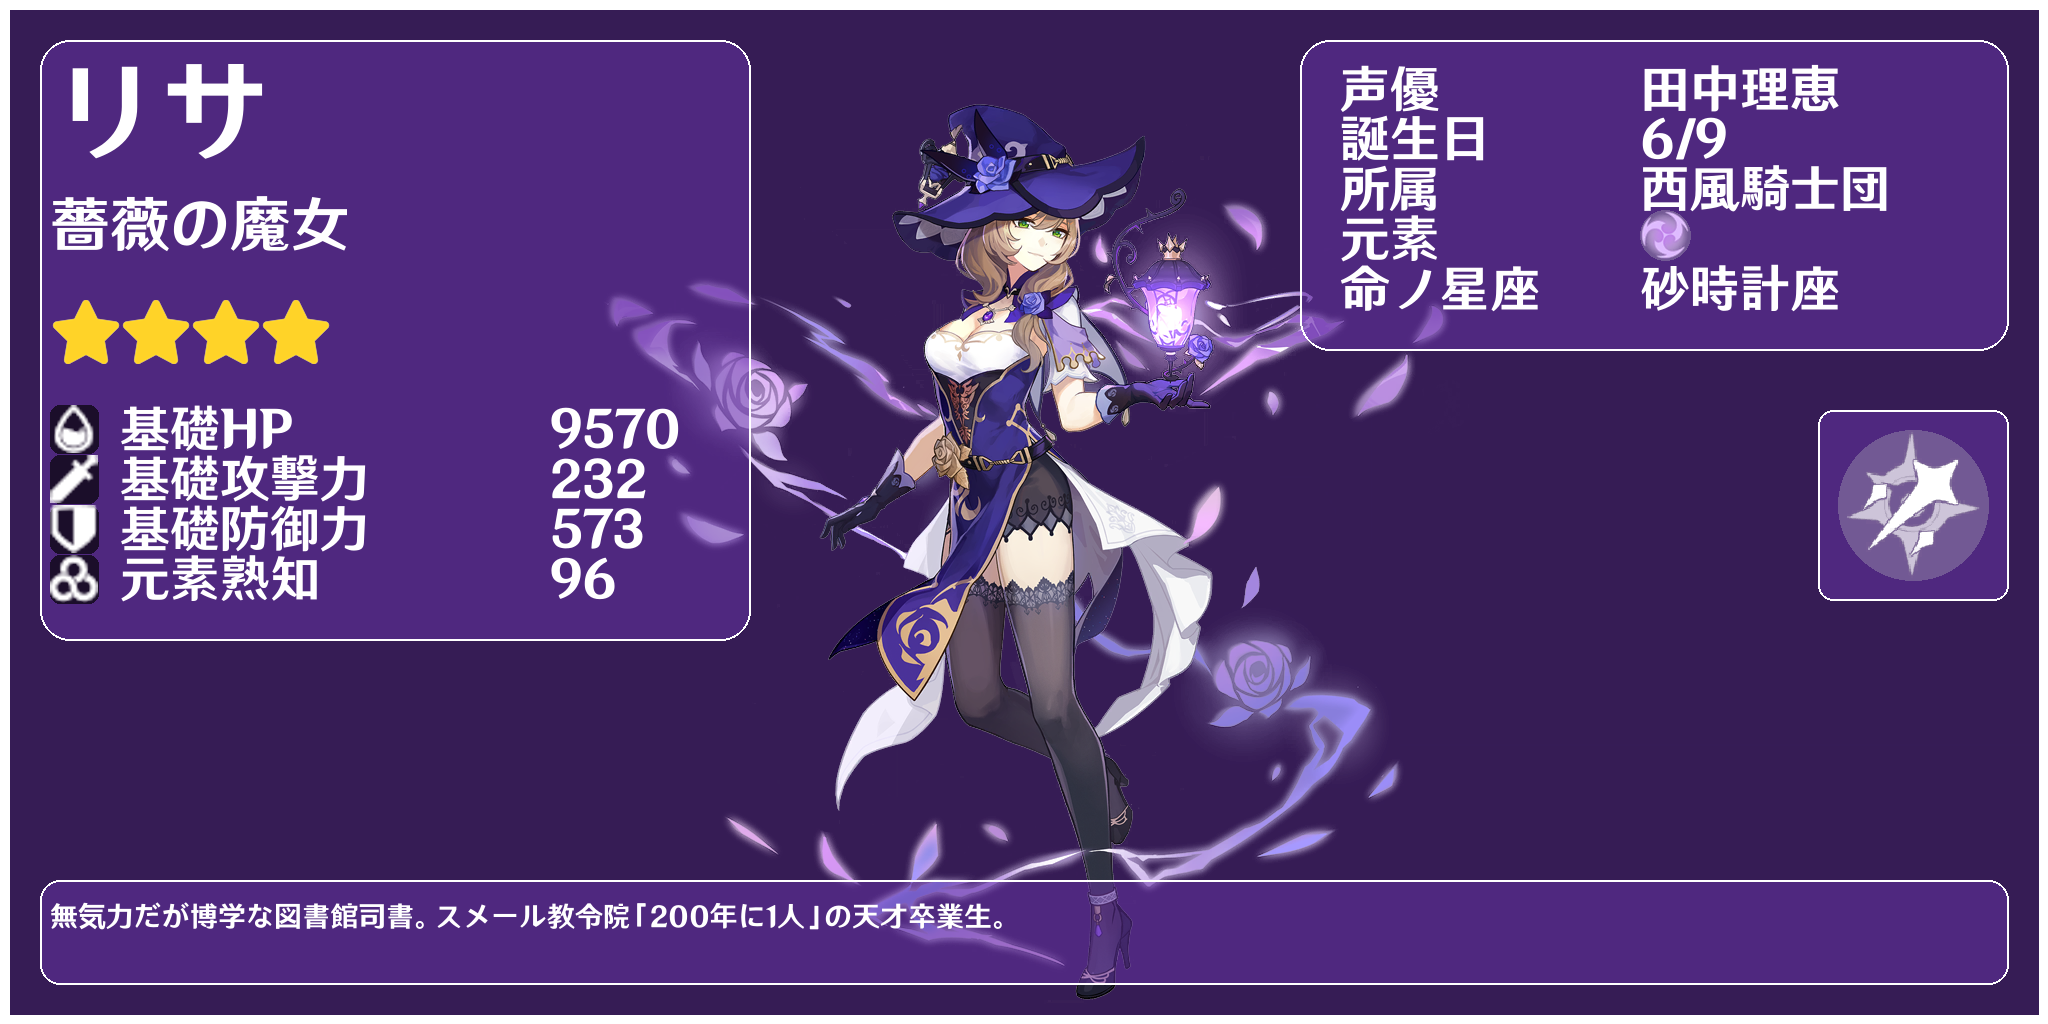 リサ
薔薇の魔女
基礎HP 9570
基礎攻撃力 232
基礎防御力 573
元素熟知 96
声優 田中理恵
誕生日 6/9
所属 西風騎士団
元素
命ノ星座 砂時計座
無気力だが博学な図書館司書。スメール教令院「200年に1人」の天才卒業生。